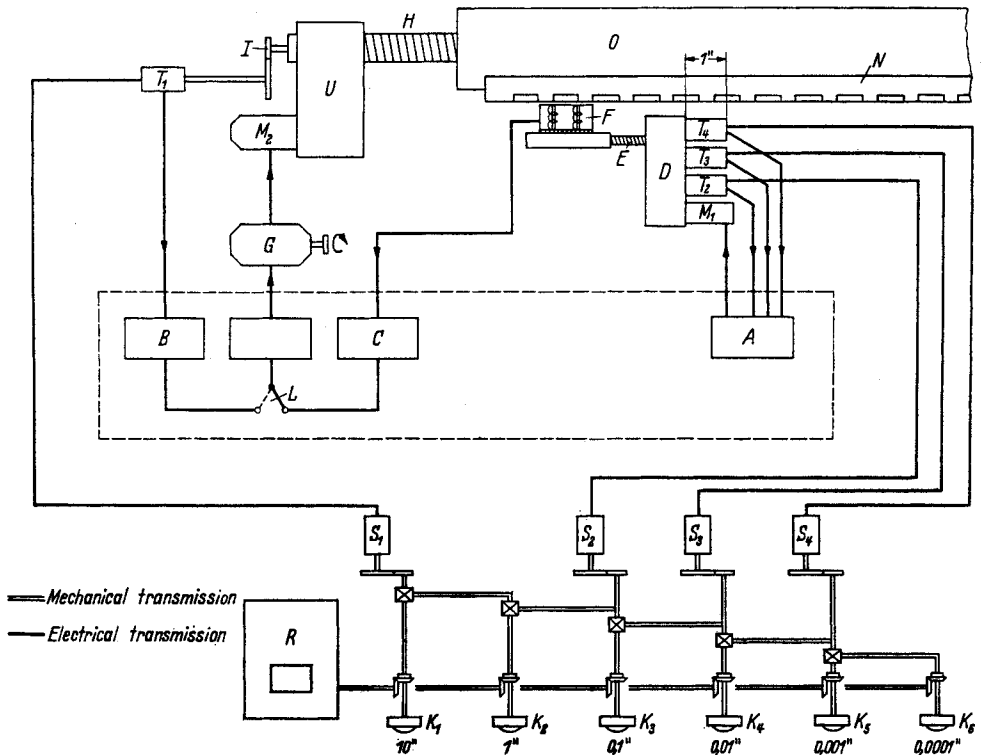 H
O
I
1"
N
T₁
U
F
T₄
M₂
E
D
T₃
T₂
M₁
G
B
C
A
L
S₁
S₂
S₃
S₄
Mechanical transmission
R
Electrical transmission
K₁
K₂
K₃
K₄
K₅
K₆
10"
1"
0,1"
0,01"
0,001"
0,0001"